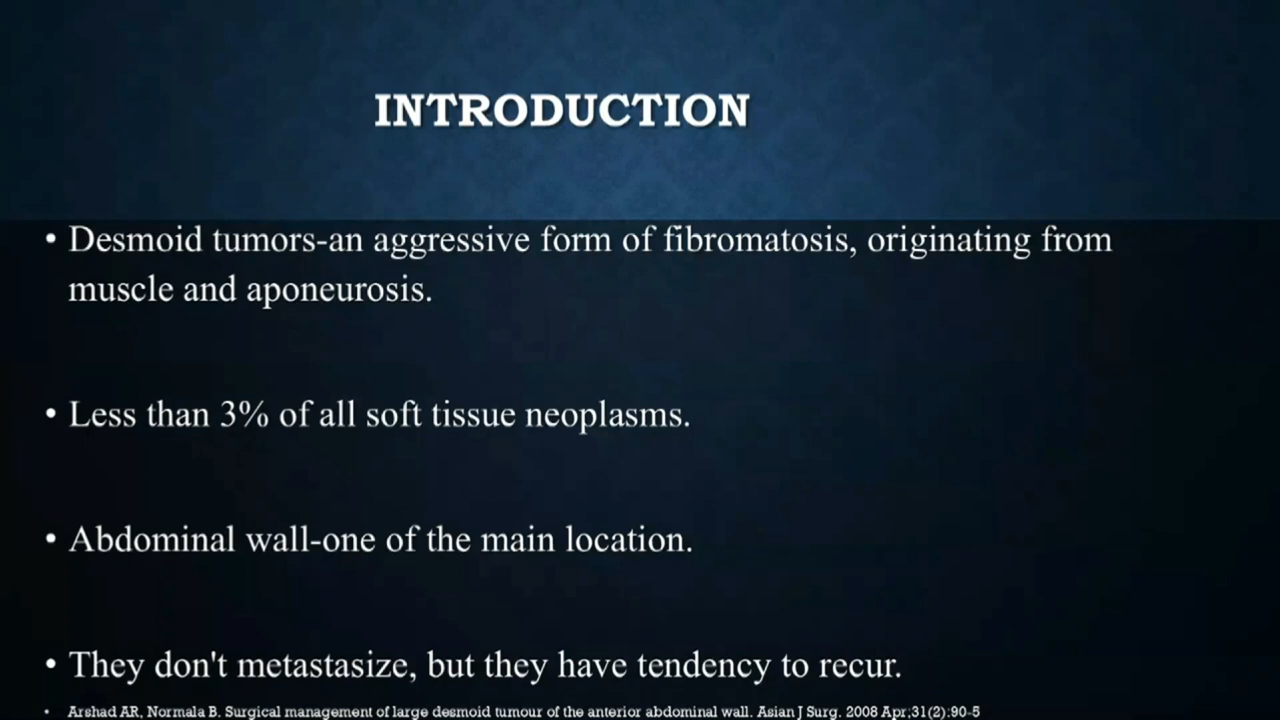 INTRODUCTION
• Desmoid tumors-an aggressive form of fibromatosis, originating from
muscle and aponeurosis.
• Less than 3% of all soft tissue neoplasms.
• Abdominal wall-one of the main location.
• They don't metastasize, but they have tendency to recur.
• Arshad AR, Normala B. Surgical management of large desmoid tumour of the anterior abdominal wall. Asian J Surg. 2008 Apr;31(2):90-5